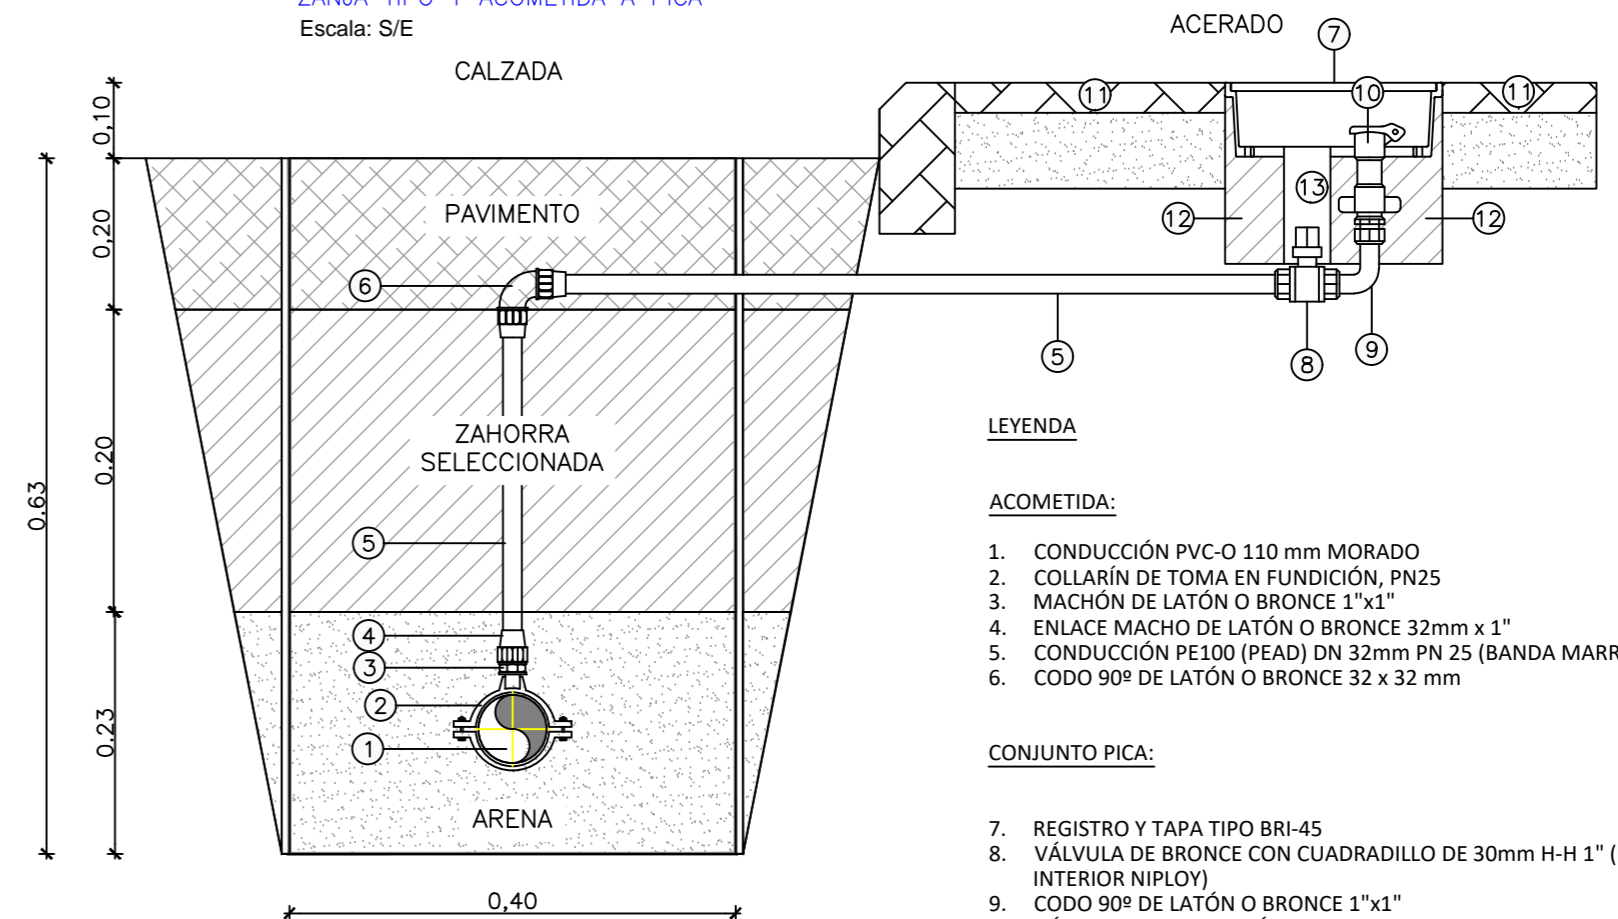 ZANJA TIPO Y ACOMETIDA A PICA
Escala: S/E
CALZADA
ACERADO
7
10
11
11
0,10
0,20
PAVIMENTO
13
12
12
6
5
8
9
0,20
0,63
ZAHORRA
SELECCIONADA
5
4
3
2
1
0,23
ARENA
0,40
LEYENDA
ACOMETIDA:
1. CONDUCCIÓN PVC-O 110 mm MORADO
2. COLLARÍN DE TOMA EN FUNDICIÓN, PN25
3. MACHÓN DE LATÓN O BRONCE 1"x1"
4. ENLACE MACHO DE LATÓN O BRONCE 32mm x 1"
5. CONDUCCIÓN PE100 (PEAD) DN 32mm PN 25 (BANDA MARR
6. CODO 90º DE LATÓN O BRONCE 32 x 32 mm
CONJUNTO PICA:
7. REGISTRO Y TAPA TIPO BRI-45
8. VÁLVULA DE BRONCE CON CUADRADILLO DE 30mm H-H 1" (
INTERIOR NIPLOY)
9. CODO 90º DE LATÓN O BRONCE 1"x1"